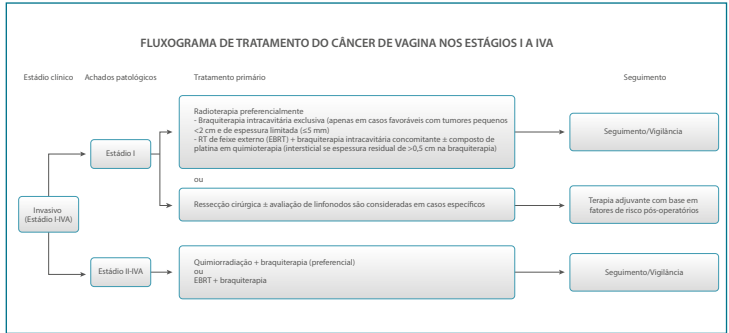 FLUXOGRAMA DE TRATAMENTO DO CÂNCER DE VAGINA NOS ESTÁGIOS I A IVA
Estádio clínico Achados patológicos Tratamento primário Seguimento
Invasivo
(Estádio I-IVA)
Estádio I
Radioterapia preferencialmente
- Braquiterapia intracavitária exclusiva (apenas em casos favoráveis com tumores pequenos
<2 cm e de espessura limitada (≤5 mm)
- RT de feixe externo (EBRT) + braquiterapia intracavitária concomitante ± composto de
platina em quimioterapia (intersticial se espessura residual de >0,5 cm na braquiterapia)
Seguimento/Vigilância
ou
Ressecção cirúrgica ± avaliação de linfonodos são consideradas em casos específicos
Terapia adjuvante com base em
fatores de risco pós-operatórios
Estádio II-IVA
Quimiorradiação + braquiterapia (preferencial)
ou
EBRT + braquiterapia
Seguimento/Vigilância